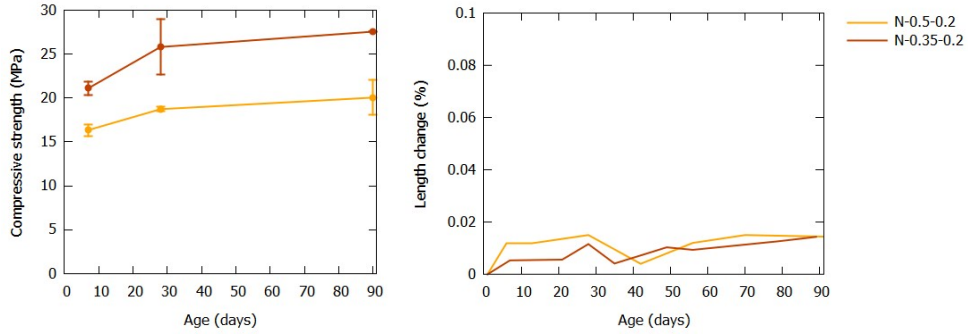 30
25
20
15
10
5
0
Compressive strength (MPa)
0 10 20 30 40 50 60 70 80 90
Age (days)
0.1
0.08
0.06
0.04
0.02
0
Length change (%)
0 10 20 30 40 50 60 70 80 90
Age (days)
N-0.5-0.2
N-0.35-0.2